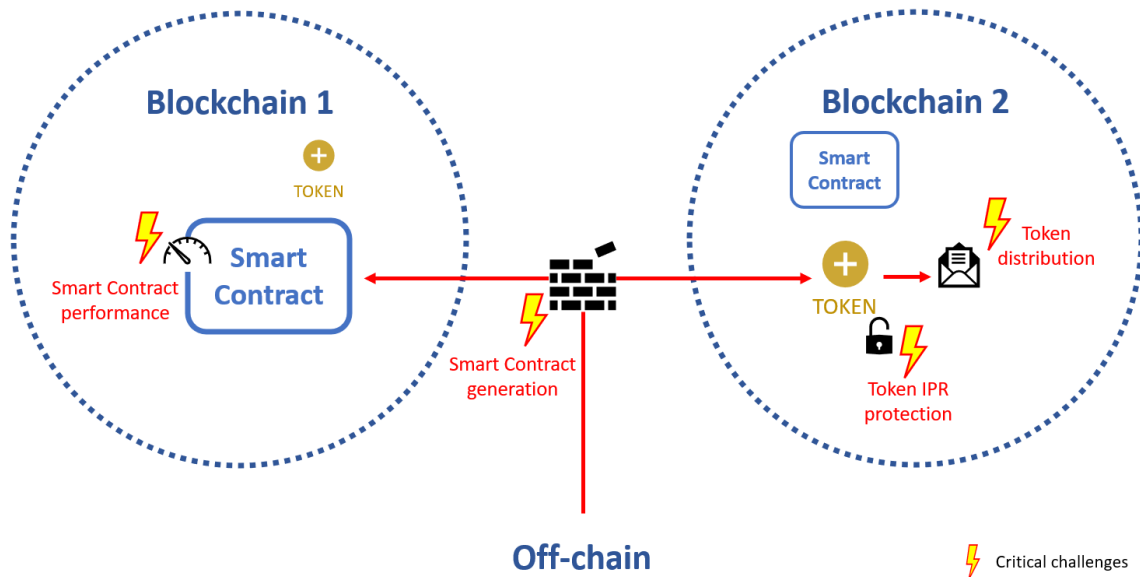 Blockchain 1
TOKEN
Smart
Contract
Smart Contract
performance
Smart Contract
generation
Blockchain 2
Smart
Contract
Token
distribution
TOKEN
Token IPR
protection
Off-chain
Critical challenges